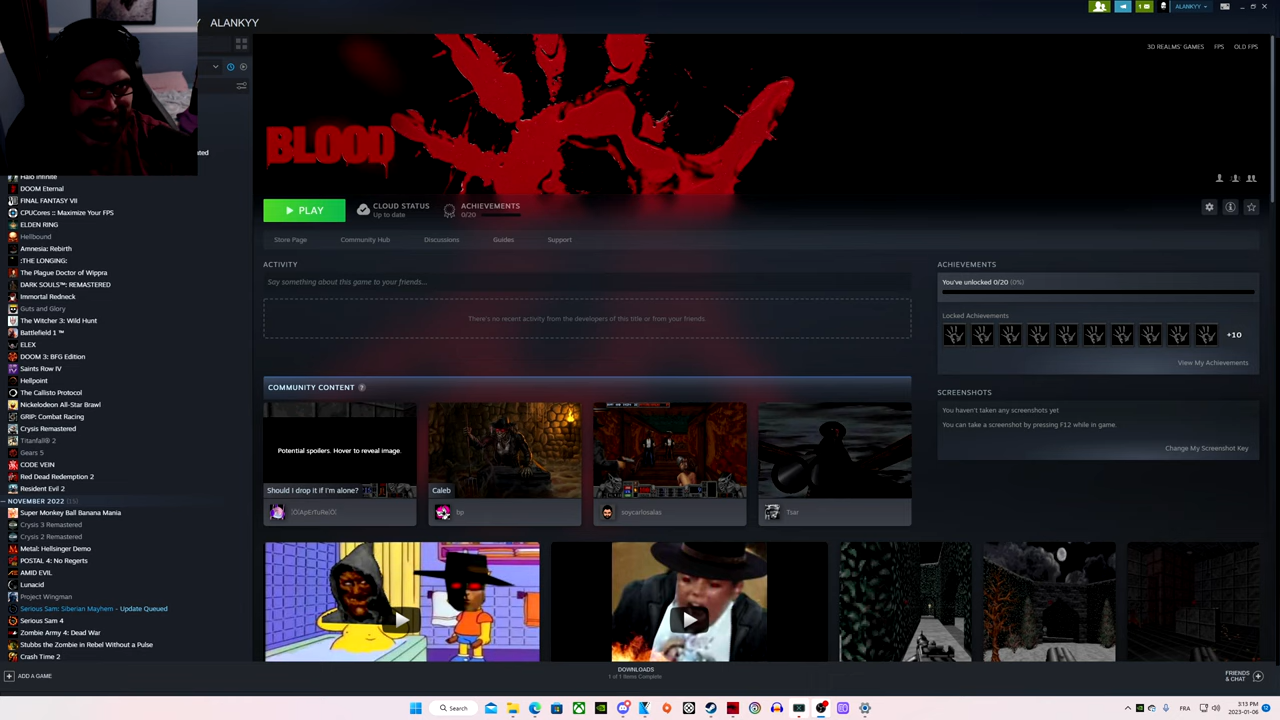 ALANKYY
ALANKYY
1
3D REALMS' GAMES
FPS
OLD FPS
BLOOD
PLAY
CLOUD STATUS
Up to date
ACHIEVEMENTS
0/20
Store Page
Community Hub
Discussions
Guides
Support
Halo Infinite
DOOM Eternal
FINAL FANTASY VII
CPUCores :: Maximize Your FPS
ELDEN RING
Hellbound
Amnesia: Rebirth
:THE LONGING:
The Plague Doctor of Wippra
DARK SOULS™: REMASTERED
Immortal Redneck
Guts and Glory
The Witcher 3: Wild Hunt
Battlefield 1 ™
ELEX
DOOM 3: BFG Edition
Saints Row IV
Hellpoint
The Callisto Protocol
Nickelodeon All-Star Brawl
GRIP: Combat Racing
Crysis Remastered
Titanfall® 2
Gears 5
CODE VEIN
Red Dead Redemption 2
Resident Evil 2
NOVEMBER 2022 (15)
Super Monkey Ball Banana Mania
Crysis 3 Remastered
Crysis 2 Remastered
Metal: Hellsinger Demo
POSTAL 4: No Regerts
AMID EVIL
Lunacid
Project Wingman
Serious Sam: Siberian Mayhem - Update Queued
Serious Sam 4
Zombie Army 4: Dead War
Stubbs the Zombie in Rebel Without a Pulse
Crash Time 2
ACTIVITY
Say something about this game to your friends...
There's no recent activity from the developers of this title or from your friends.
COMMUNITY CONTENT ?
Potential spoilers. Hover to reveal image.
Should I drop it if I'm alone?
Caleb
bp
soycarlosalas
Tsar
ACHIEVEMENTS
You've unlocked 0/20 (0%)
Locked Achievements
+10
View My Achievements
SCREENSHOTS
You haven't taken any screenshots yet
You can take a screenshot by pressing F12 while in game.
Change My Screenshot Key
ADD A GAME
DOWNLOADS
1 of 1 Items Complete
FRIENDS
& CHAT
Search
FRA
3:13 PM
2023-01-06